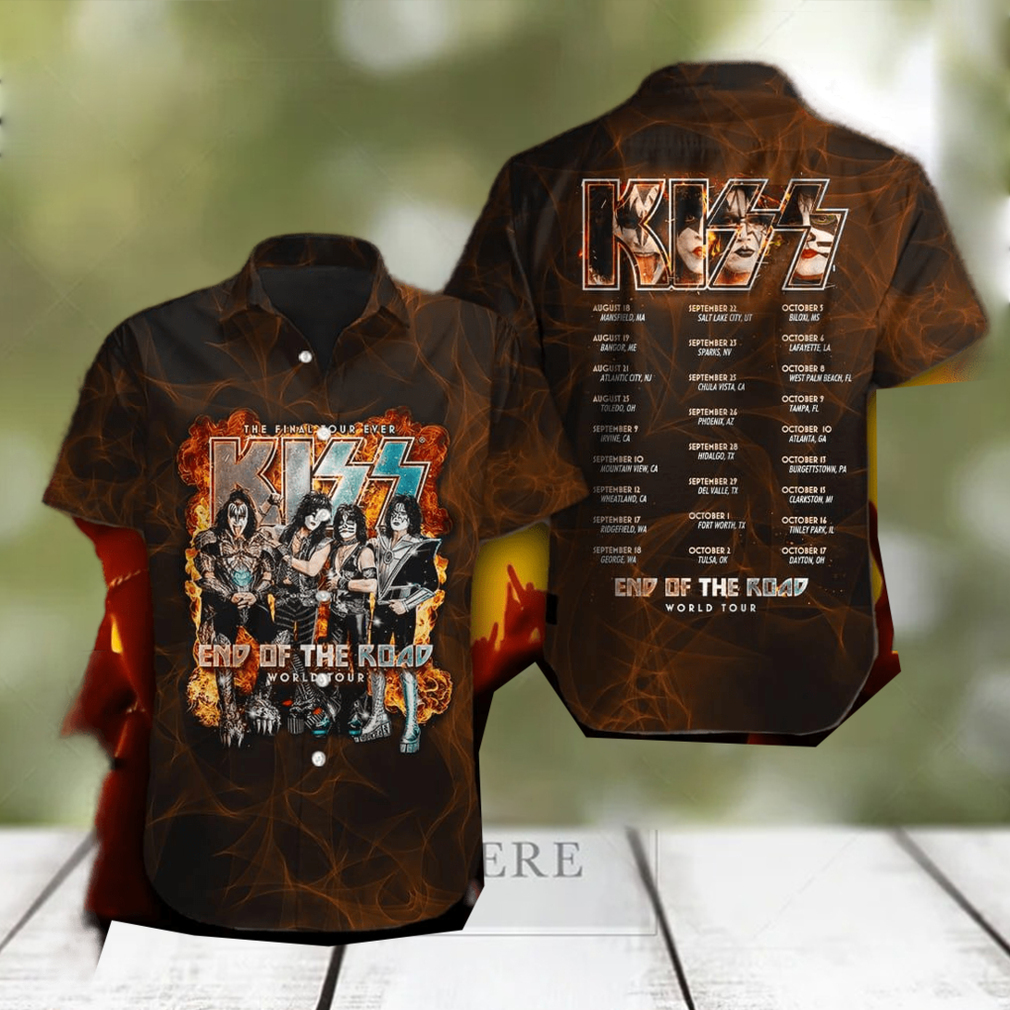 THE FINAL TOUR EVER
KISS®
END OF THE ROAD
WORLD TOUR
KISS
AUGUST 18
MANSFIELD, MA
AUGUST 19
BANGOR, ME
AUGUST 21
ATLANTIC CITY, NJ
AUGUST 25
TOLEDO, OH
SEPTEMBER 9
IRVINE, CA
SEPTEMBER 10
MOUNTAIN VIEW, CA
SEPTEMBER 12
WHEATLAND, CA
SEPTEMBER 17
RIDGEFIELD, WA
SEPTEMBER 18
GEORGE, WA
SEPTEMBER 22
SALT LAKE CITY, UT
SEPTEMBER 23
SPARKS, NV
SEPTEMBER 25
CHULA VISTA, CA
SEPTEMBER 26
PHOENIX, AZ
SEPTEMBER 28
HIDALGO, TX
SEPTEMBER 29
DEL VALLE, TX
OCTOBER 1
FORT WORTH, TX
OCTOBER 2
TULSA, OK
OCTOBER 5
BILOXI, MS
OCTOBER 6
LAFAYETTE, LA
OCTOBER 8
WEST PALM BEACH, FL
OCTOBER 9
TAMPA, FL
OCTOBER 10
ATLANTA, GA
OCTOBER 13
BURGETTSTOWN, PA
OCTOBER 15
CLARKSTON, MI
OCTOBER 16
TINLEY PARK, IL
OCTOBER 17
DAYTON, OH
END OF THE ROAD
WORLD TOUR
ERE